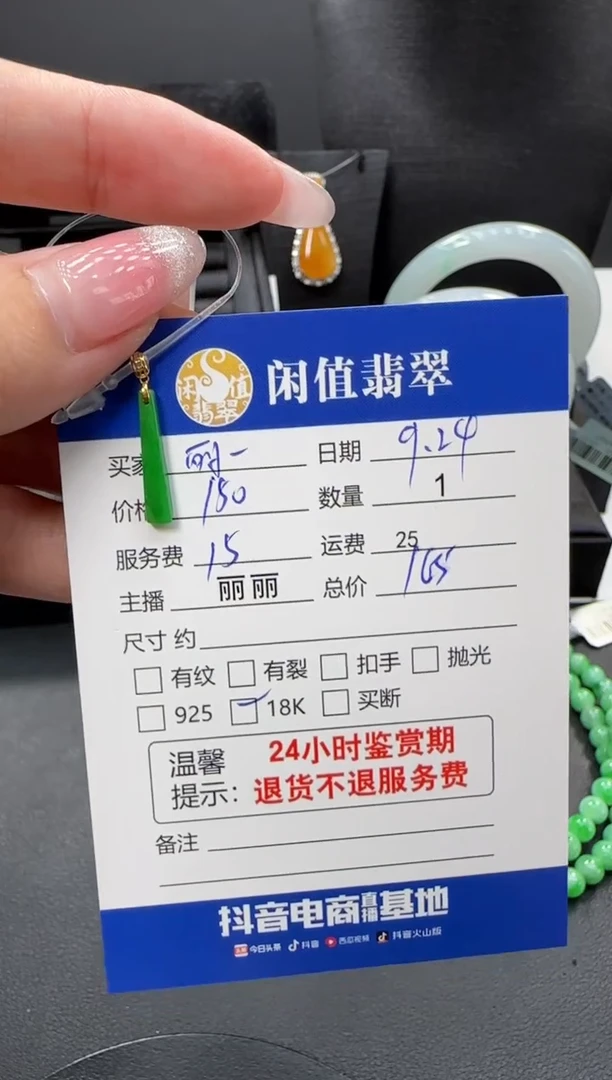 闲值翡翠
闲值翡翠
买家 日期 9.24
价格 150 数量 1
服务费 15 运费 25
主播 丽丽 总价 165
尺寸 约
有纹 有裂 扣手 抛光
925 18K 买断
温馨提示：
24小时鉴赏期
退货不退服务费
备注
抖音电商直播基地
今日头条 抖音 西瓜视频 抖音火山版